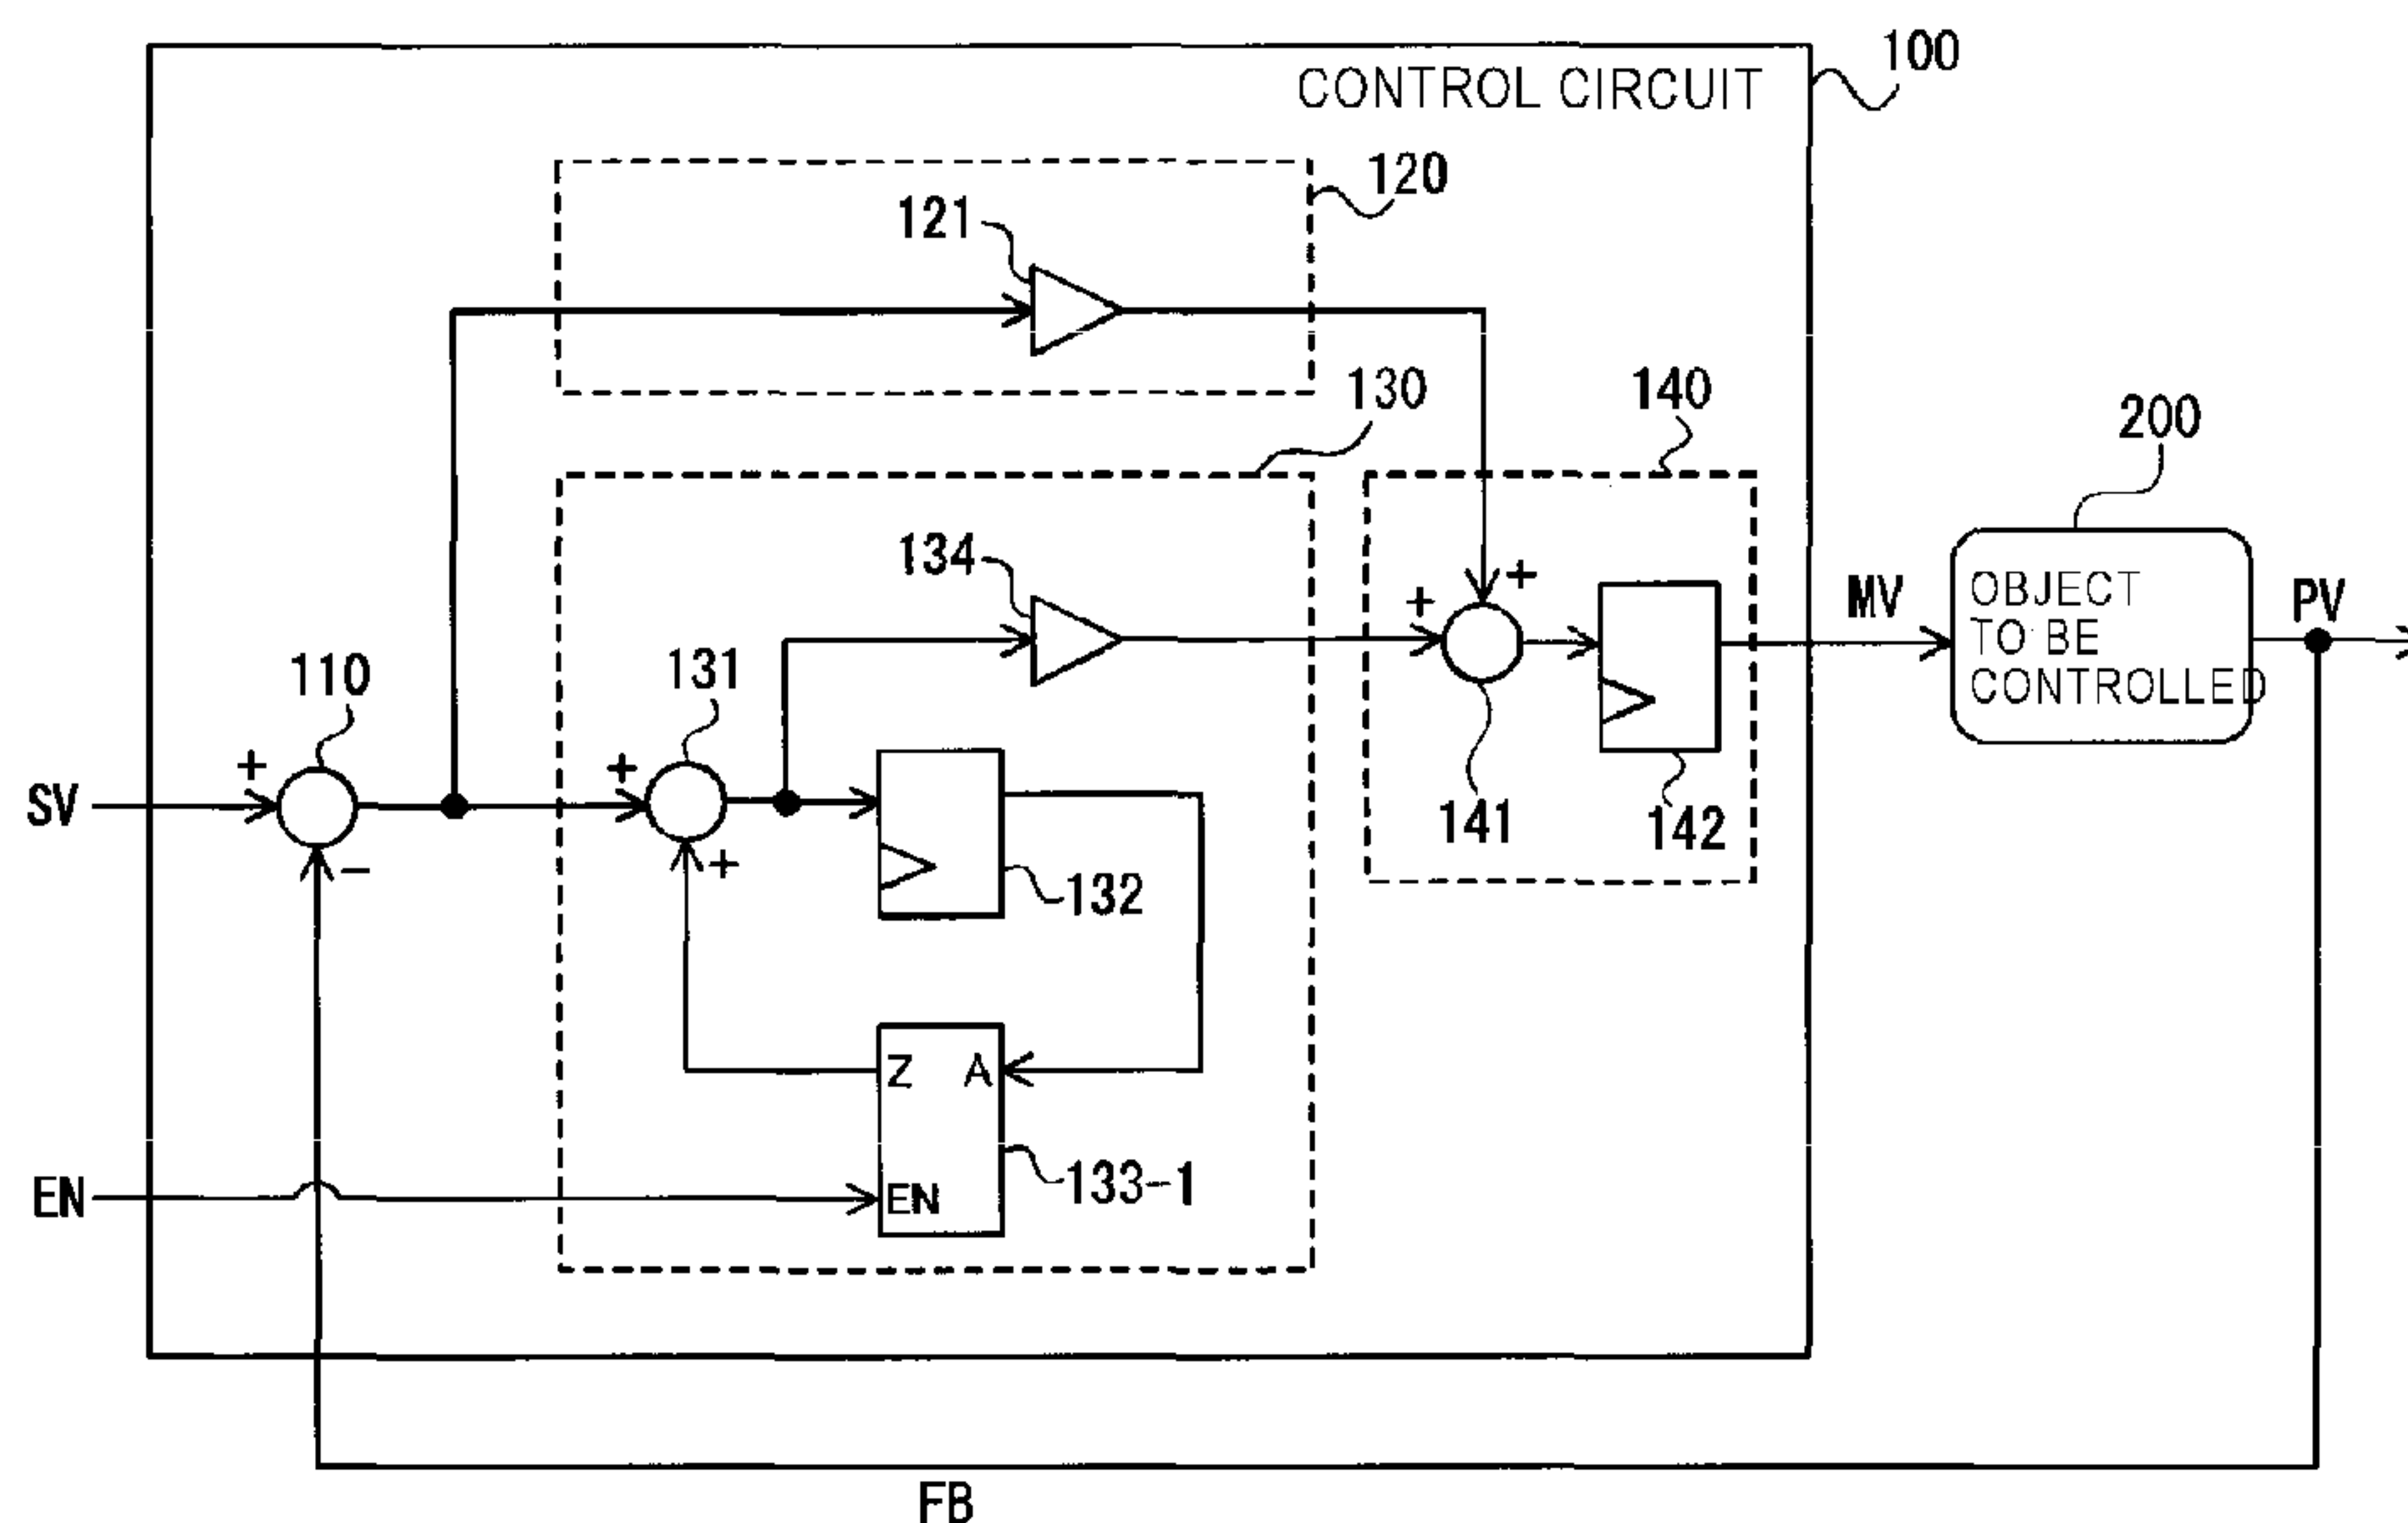 100
CONTROL CIRCUIT
120
121
130
140
200
134
+
+
MV
OBJECT
TO BE
CONTROLLED
PV
110
131
+
+
SV
141
142
+
-
132
Z
A
EN
EN
133-1
FB